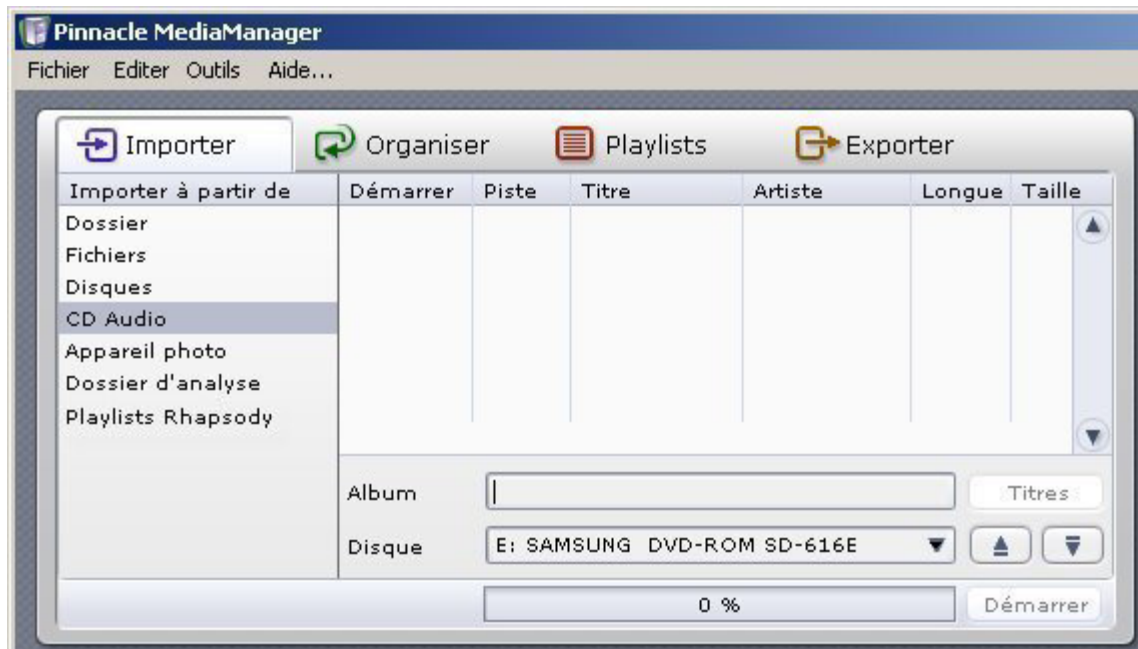 Pinnacle MediaManager
Fichier Editer Outils Aide...
Importer Organiser Playlists Exporter
Importer à partir de Démarrer Piste Titre Artiste Longue Taille
Dossier
Fichiers
Disques
CD Audio
Appareil photo
Dossier d'analyse
Playlists Rhapsody
Album Titres
Disque E: SAMSUNG DVD-ROM SD-616E
0 % Démarrer